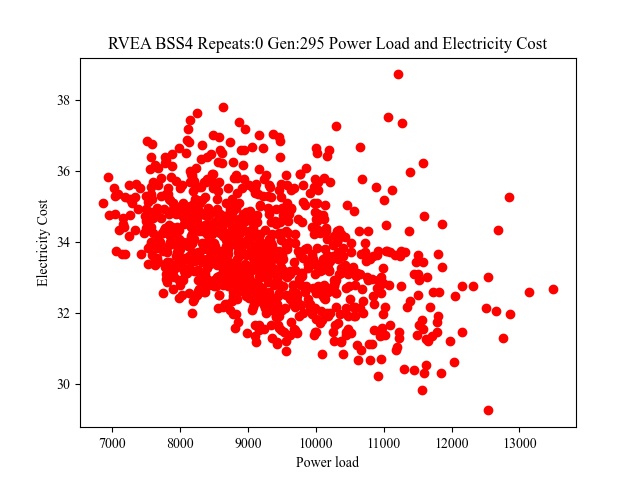 RVEA BSS4 Repeats:0 Gen:295 Power Load and Electricity Cost
Electricity Cost
38
36
34
32
30
7000 8000 9000 10000 11000 12000 13000
Power load